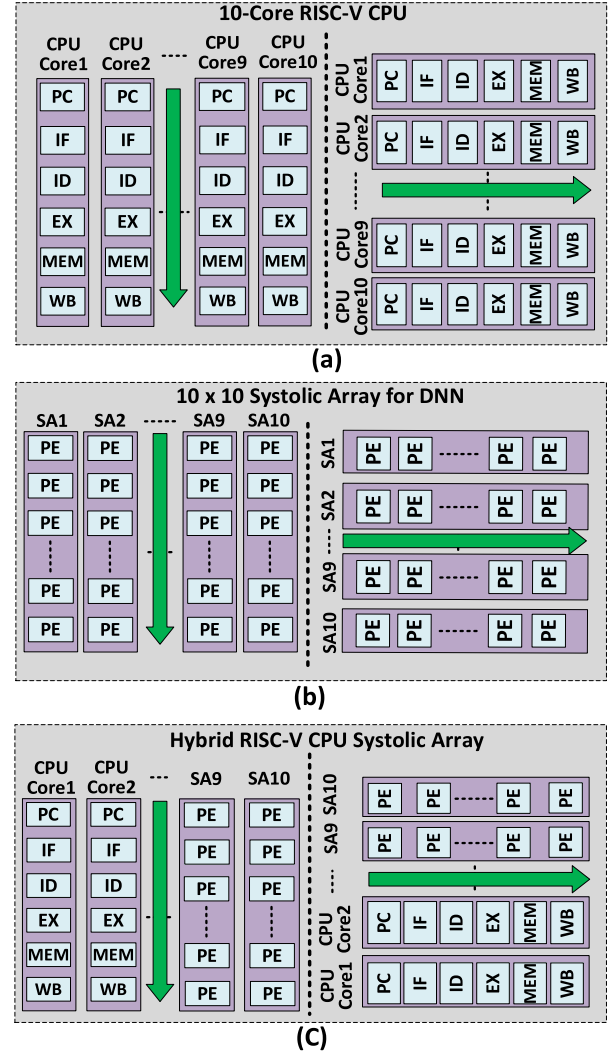 10-Core RISC-V CPU
CPU Core1
CPU Core2
CPU Core9
CPU Core10
PC PC PC PC
IF IF IF IF
ID ID ID ID
EX EX EX EX
MEM MEM MEM MEM
WB WB WB WB
CPU Core1
PC IF ID EX MEM WB
CPU Core2
PC IF ID EX MEM WB
CPU Core9
PC IF ID EX MEM WB
CPU Core10
PC IF ID EX MEM WB
(a)
10 x 10 Systolic Array for DNN
SA1 SA2 SA9 SA10
PE PE PE PE
PE PE PE PE
PE PE PE PE
PE PE PE PE
PE PE PE PE
SA1
PE PE PE PE
SA2
PE PE PE PE
SA9
PE PE PE PE
SA10
PE PE PE PE
(b)
Hybrid RISC-V CPU Systolic Array
CPU Core1
CPU Core2
SA9 SA10
PC IF ID EX MEM WB
PC IF ID EX MEM WB
PE PE PE PE PE
PE PE PE PE PE
SA10
PE PE PE PE
SA9
PE PE PE PE
CPU Core2
PC IF ID EX MEM WB
CPU Core1
PC IF ID EX MEM WB
(C)